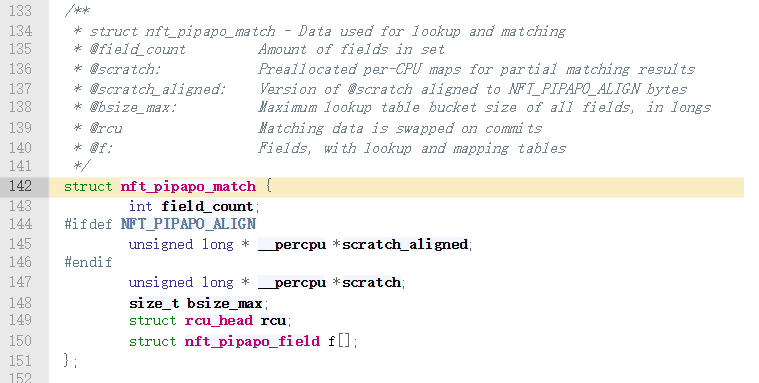 133 /**
134  * struct nft_pipapo_match - Data used for lookup and matching
135  * @field_count Amount of fields in set
136  * @scratch: Preallocated per-CPU maps for partial matching results
137  * @scratch_aligned: Version of @scratch aligned to NFT_PIPAPO_ALIGN bytes
138  * @bsize_max: Maximum lookup table bucket size of all fields, in longs
139  * @rcu Matching data is swapped on commits
140  * @f: Fields, with lookup and mapping tables
141  */
142 struct nft_pipapo_match {
143 int field_count;
144 #ifdef NFT_PIPAPO_ALIGN
145 unsigned long * __percpu *scratch_aligned;
146 #endif
147 unsigned long * __percpu *scratch;
148 size_t bsize_max;
149 struct rcu_head rcu;
150 struct nft_pipapo_field f[];
151 };
152